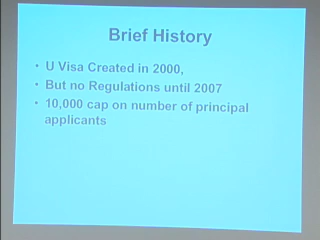 Brief History
• U Visa Created in 2000,
• But no Regulations until 2007
• 10,000 cap on number of principal
applicants